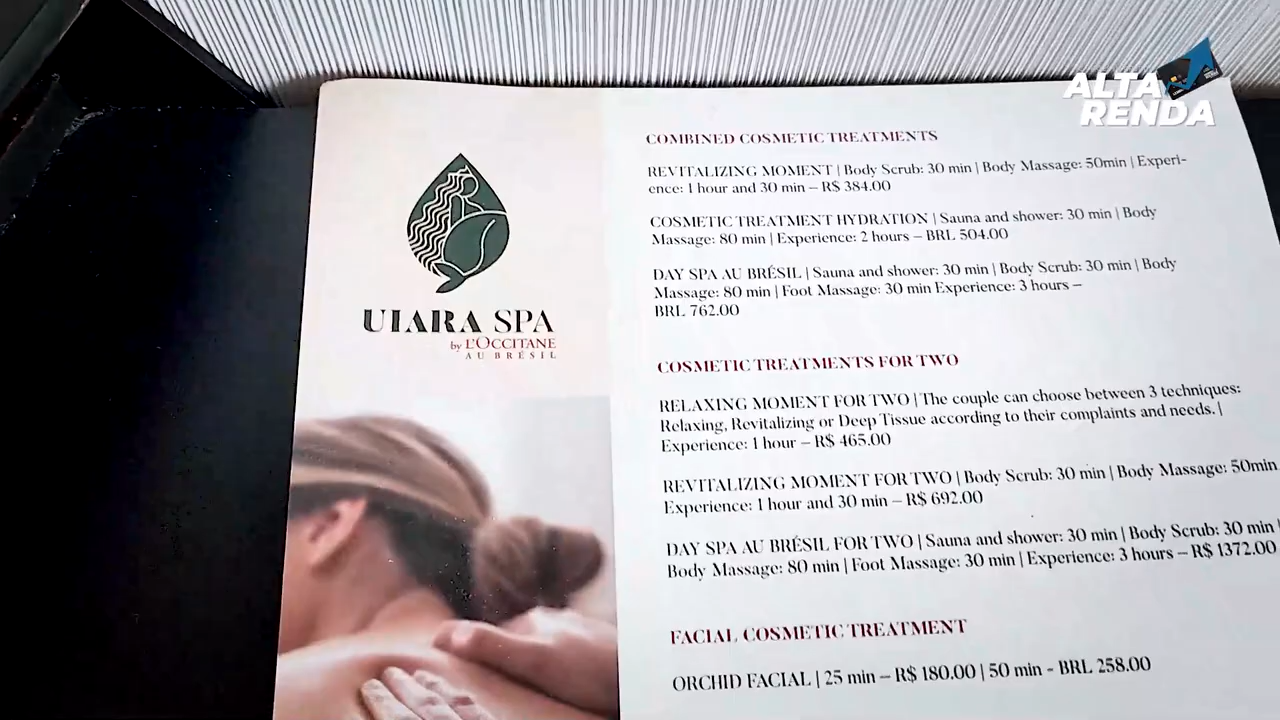 ALTA
RENDA
UIARA SPA
by L'OCCITANE
AU BRÉSIL
COMBINED COSMETIC TREATMENTS
REVITALIZING MOMENT | Body Scrub: 30 min | Body Massage: 50min | Experi-
ence: 1 hour and 30 min – R$ 384.00
COSMETIC TREATMENT HYDRATION | Sauna and shower: 30 min | Body
Massage: 80 min | Experience: 2 hours – BRL 504.00
DAY SPA AU BRÉSIL | Sauna and shower: 30 min | Body Scrub: 30 min | Body
Massage: 80 min | Foot Massage: 30 min Experience: 3 hours –
BRL 762.00
COSMETIC TREATMENTS FOR TWO
RELAXING MOMENT FOR TWO | The couple can choose between 3 techniques:
Relaxing, Revitalizing or Deep Tissue according to their complaints and needs. |
Experience: 1 hour – R$ 465.00
REVITALIZING MOMENT FOR TWO | Body Scrub: 30 min | Body Massage: 50min
Experience: 1 hour and 30 min – R$ 692.00
DAY SPA AU BRÉSIL FOR TWO | Sauna and shower: 30 min | Body Scrub: 30 min |
Body Massage: 80 min | Foot Massage: 30 min | Experience: 3 hours – R$ 1372.00
FACIAL COSMETIC TREATMENT
ORCHID FACIAL | 25 min – R$ 180.00 | 50 min - BRL 258.00